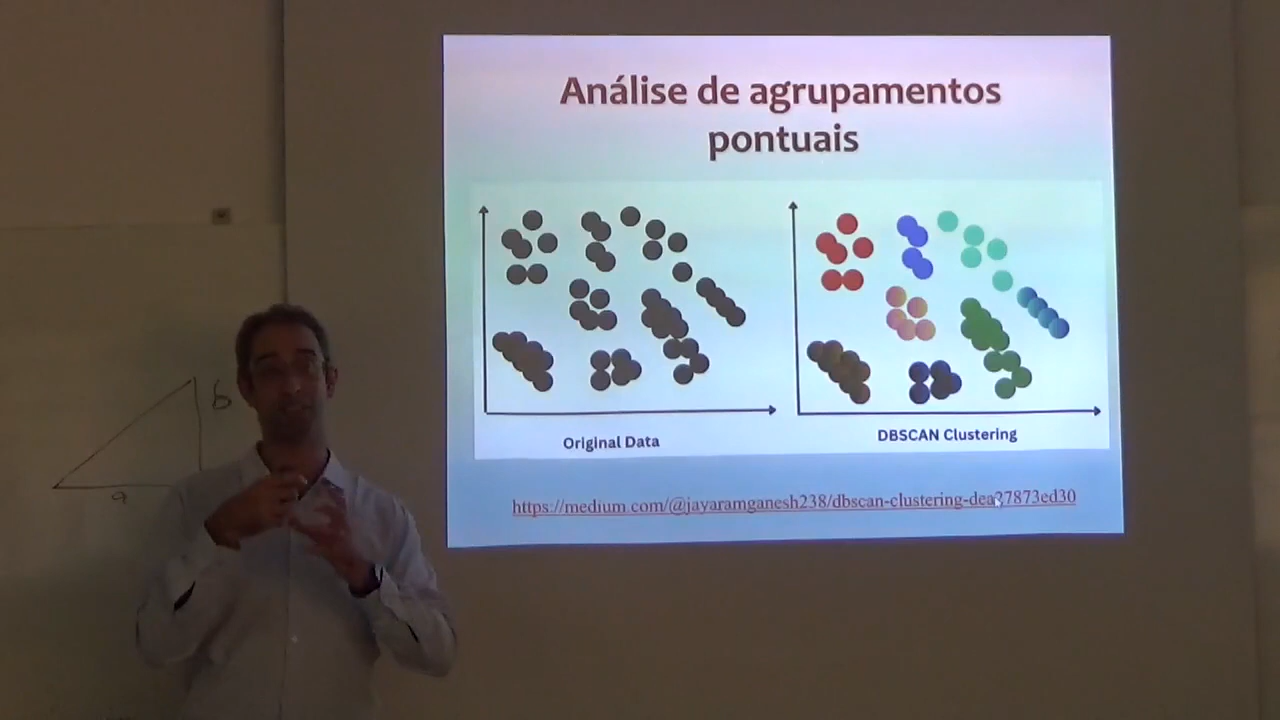 Análise de agrupamentos
pontuais
Original Data
DBSCAN Clustering
https://medium.com/@jayaramganesh238/dbscan-clustering-dea37873ed30
b
a